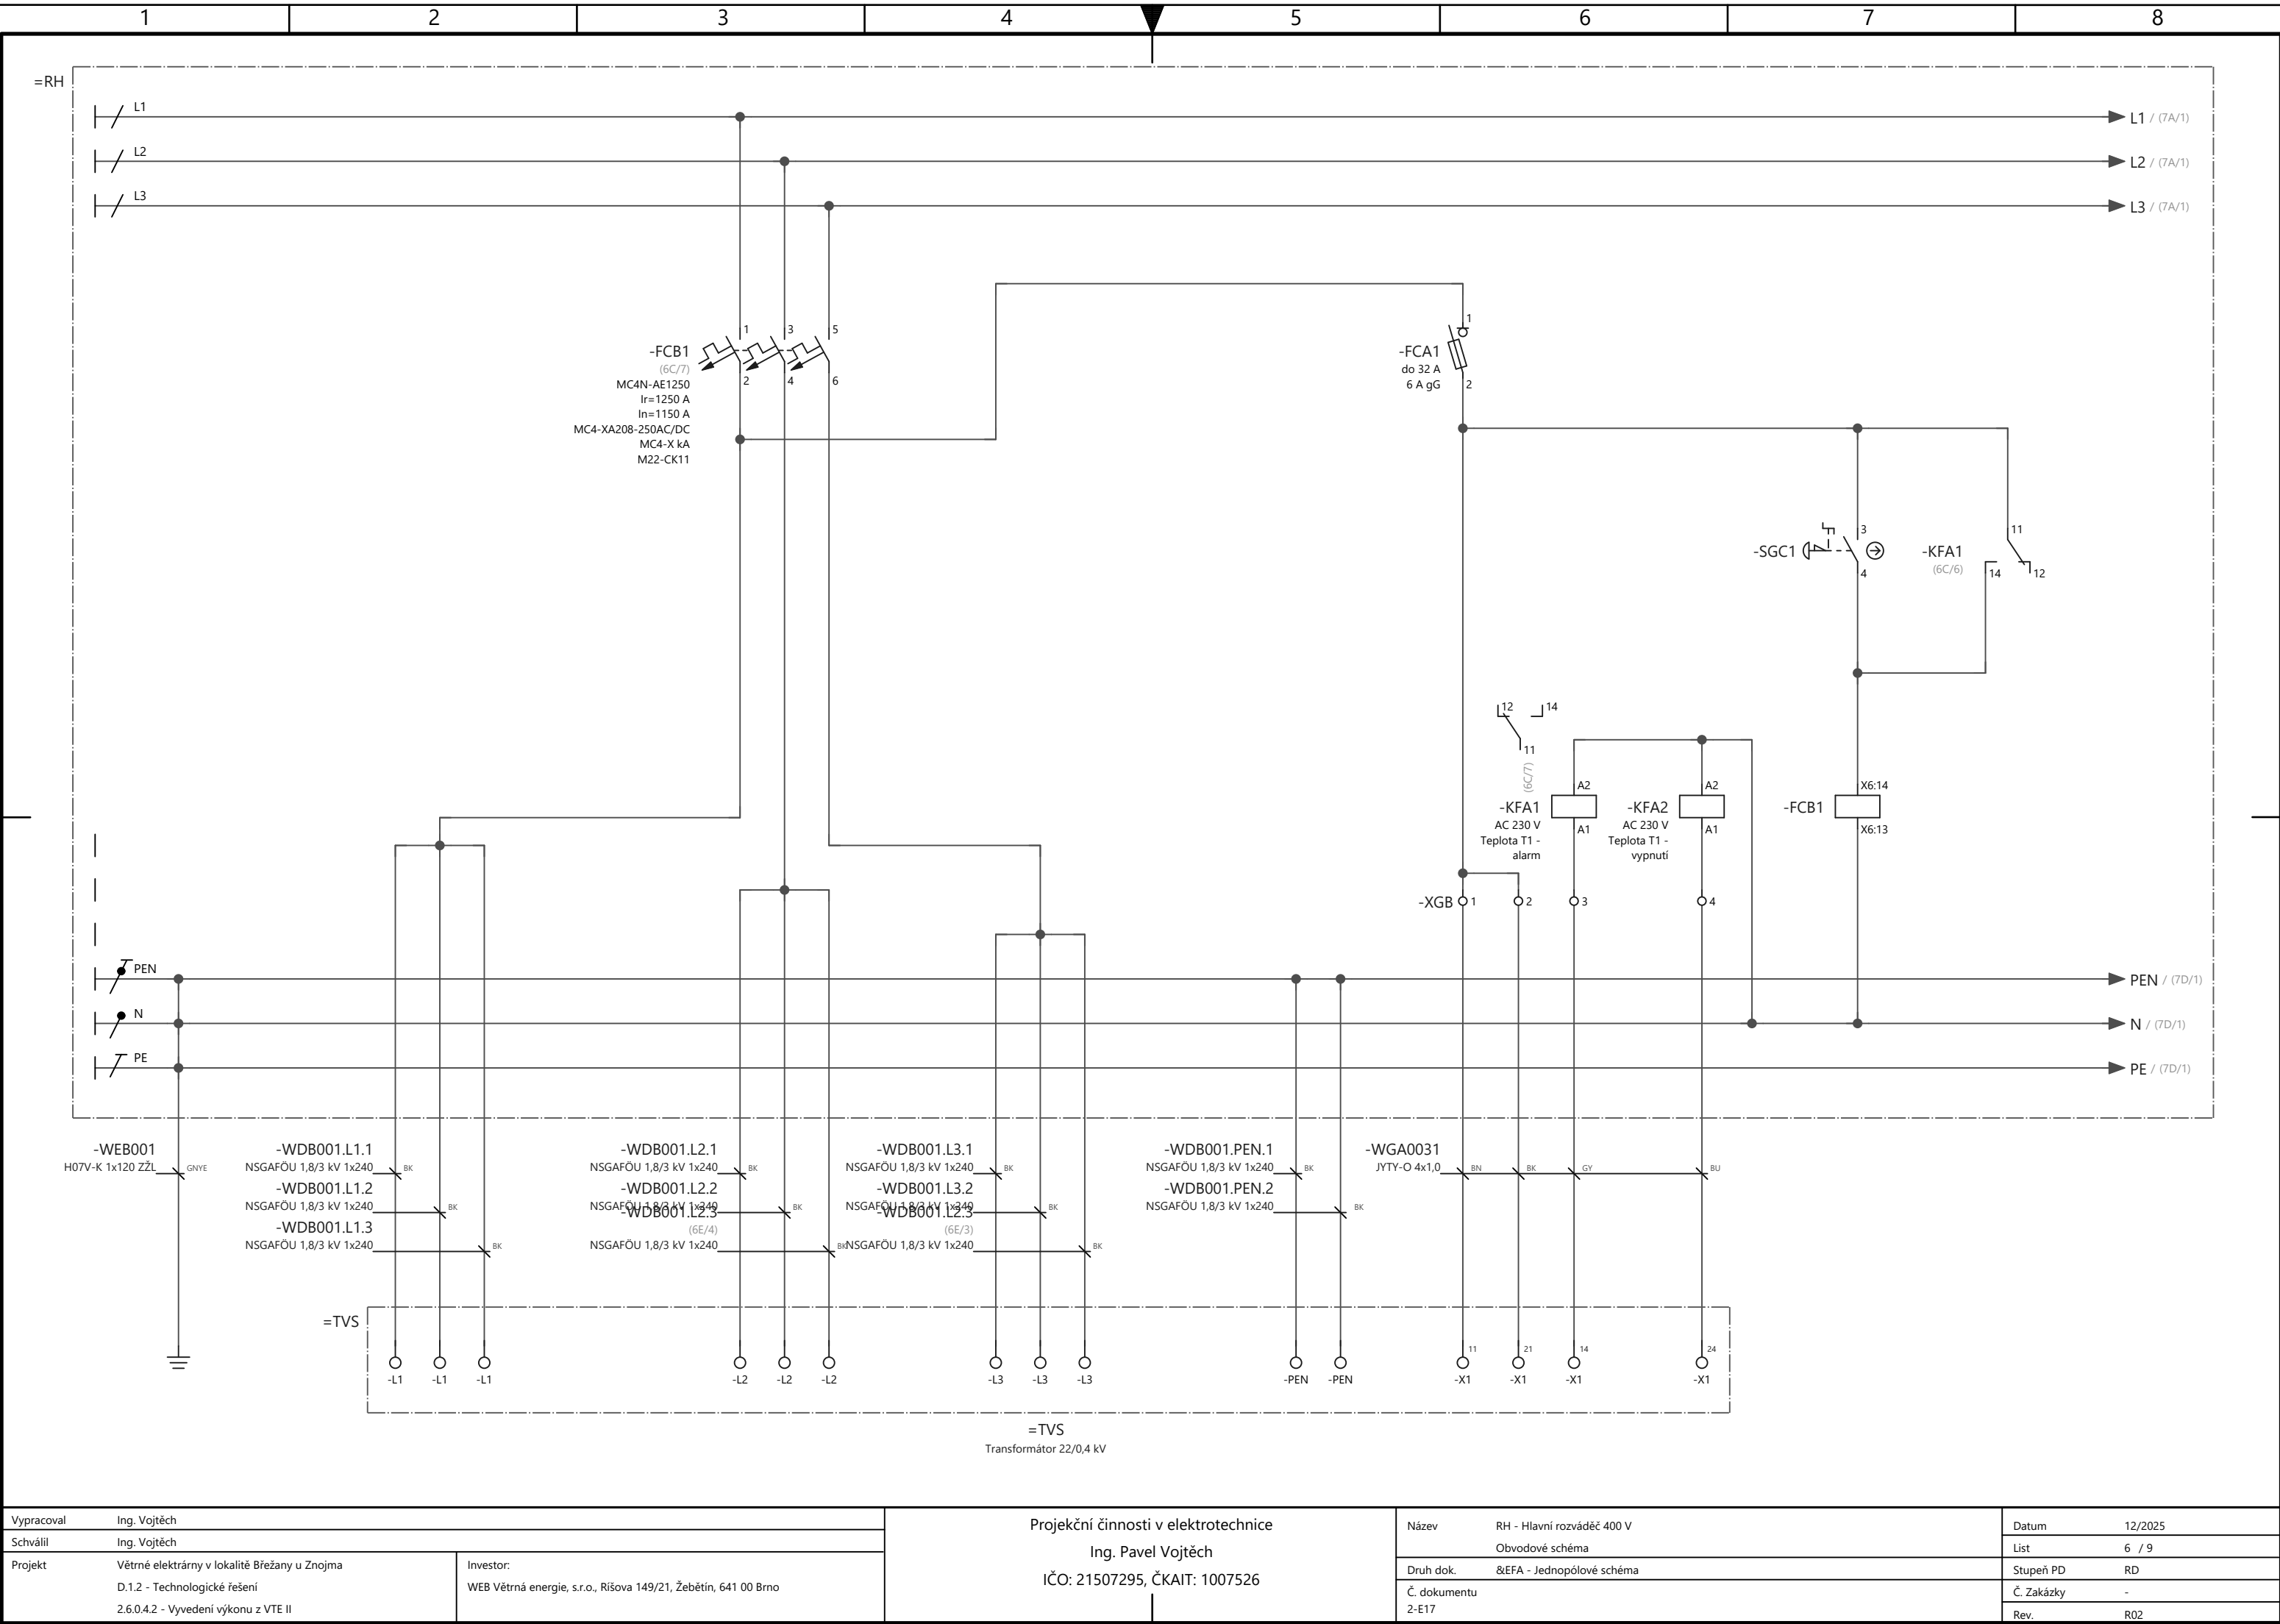 1 2 3 4 5 6 7 8
=RH
L1
L1 / (7A/1)
L2
L2 / (7A/1)
L3
L3 / (7A/1)
1 3 5
-FCB1
(6C/7)
MC4N-AE1250
Ir=1250 A
In=1150 A
MC4-XA208-250AC/DC
MC4-X kA
M22-CK11
2 4 6
1
-FCA1
do 32 A
6 A gG
2
3
-SGC1
4
11
-KFA1
(6C/6)
14 12
12 14
11
(6C/7)
-KFA1
AC 230 V
Teplota T1 -
alarm
A2
A1
-KFA2
AC 230 V
Teplota T1 -
vypnutí
A2
A1
-FCB1
X6:14
X6:13
-XGB 1 2 3 4
PEN
PEN / (7D/1)
N
N / (7D/1)
PE
PE / (7D/1)
-WEB001
H07V-K 1x120 ZŽL GNYE
-WDB001.L1.1
NSGAFÖU 1,8/3 kV 1x240 BK
-WDB001.L1.2
NSGAFÖU 1,8/3 kV 1x240 BK
-WDB001.L1.3
NSGAFÖU 1,8/3 kV 1x240 BK
-WDB001.L2.1
NSGAFÖU 1,8/3 kV 1x240 BK
-WDB001.L2.2
NSGAFÖU 1,8/3 kV 1x240 BK
-WDB001.L2.3
(6E/4)
NSGAFÖU 1,8/3 kV 1x240 BK
-WDB001.L3.1
NSGAFÖU 1,8/3 kV 1x240 BK
-WDB001.L3.2
NSGAFÖU 1,8/3 kV 1x240 BK
-WDB001.L2.3
(6E/3)
NSGAFÖU 1,8/3 kV 1x240 BK
-WDB001.PEN.1
NSGAFÖU 1,8/3 kV 1x240 BK
-WDB001.PEN.2
NSGAFÖU 1,8/3 kV 1x240 BK
-WGA0031
JYTY-O 4x1,0 BN BK GY BU
=TVS
11 21 14 24
-L1 -L1 -L1 -L2 -L2 -L2 -L3 -L3 -L3 -PEN -PEN -X1 -X1 -X1 -X1
=TVS
Transformátor 22/0,4 kV
Vypracoval Ing. Vojtěch
Schválil Ing. Vojtěch
Projekt Větrné elektrárny v lokalitě Břežany u Znojma
D.1.2 - Technologické řešení
2.6.0.4.2 - Vyvedení výkonu z VTE II
Investor:
WEB Větrná energie, s.r.o., Ríšova 149/21, Žebětín, 641 00 Brno
Projekční činnosti v elektrotechnice
Ing. Pavel Vojtěch
IČO: 21507295, ČKAIT: 1007526
Název RH - Hlavní rozváděč 400 V
Obvodové schéma
Druh dok. &EFA - Jednopólové schéma
Č. dokumentu
2-E17
Datum 12/2025
List 6 / 9
Stupeň PD RD
Č. Zakázky -
Rev. R02